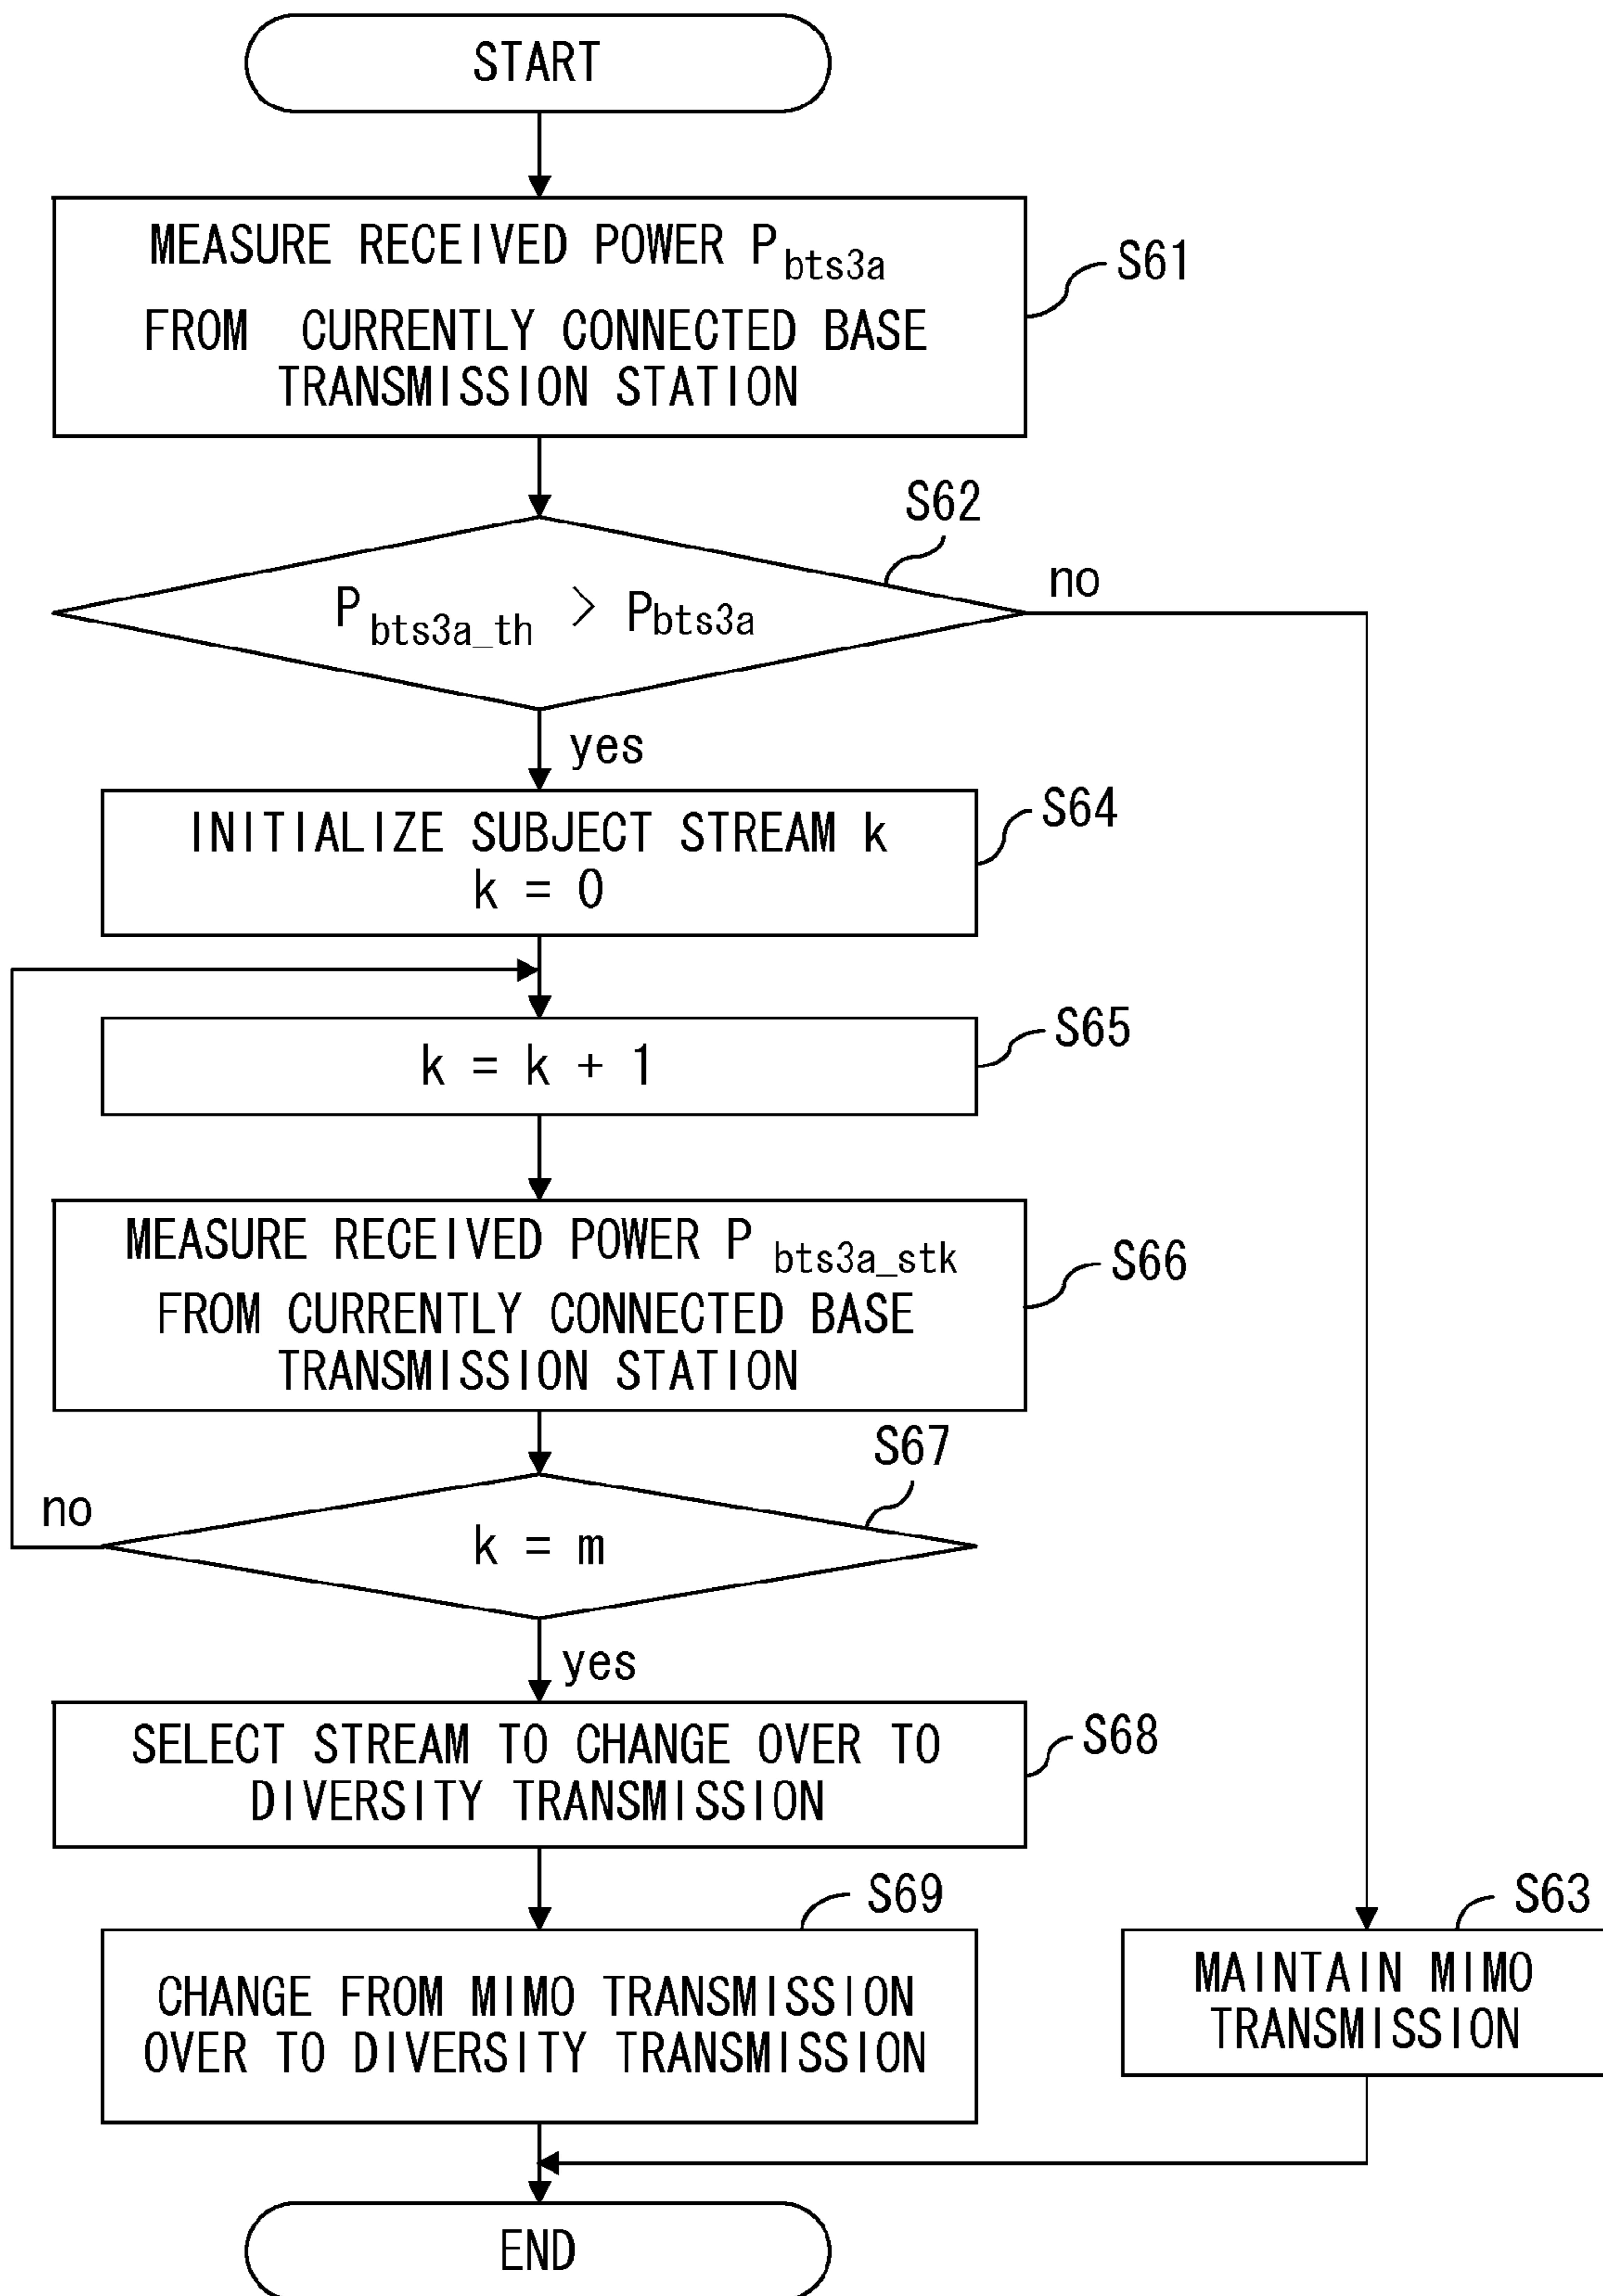 START
MEASURE RECEIVED POWER P bts3a
FROM CURRENTLY CONNECTED BASE
TRANSMISSION STATION
S61
S62
P bts3a_th > Pbts3a
no
yes
INITIALIZE SUBJECT STREAM k
k = 0
S64
k = k + 1
S65
MEASURE RECEIVED POWER P bts3a_stk
FROM CURRENTLY CONNECTED BASE
TRANSMISSION STATION
S66
S67
no
k = m
yes
SELECT STREAM TO CHANGE OVER TO
DIVERSITY TRANSMISSION
S68
S69
CHANGE FROM MIMO TRANSMISSION
OVER TO DIVERSITY TRANSMISSION
S63
MAINTAIN MIMO
TRANSMISSION
END